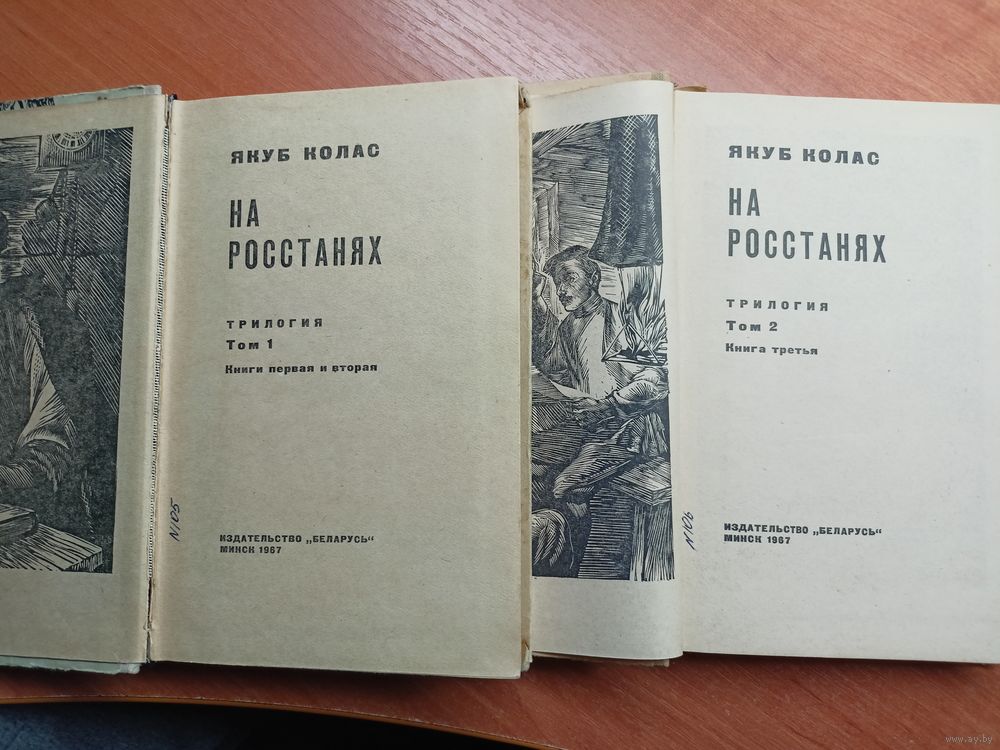 ЯКУБ КОЛАС
НА
РОССТАНЯХ
ТРИЛОГИЯ
Том 1
Книги первая и вторая
N105
ИЗДАТЕЛЬСТВО „БЕЛАРУСЬ“
МИНСК 1967
ЯКУБ КОЛАС
НА
РОССТАНЯХ
ТРИЛОГИЯ
Том 2
Книга третья
N106
ИЗДАТЕЛЬСТВО „БЕЛАРУСЬ“
МИНСК 1967
www.ay.by